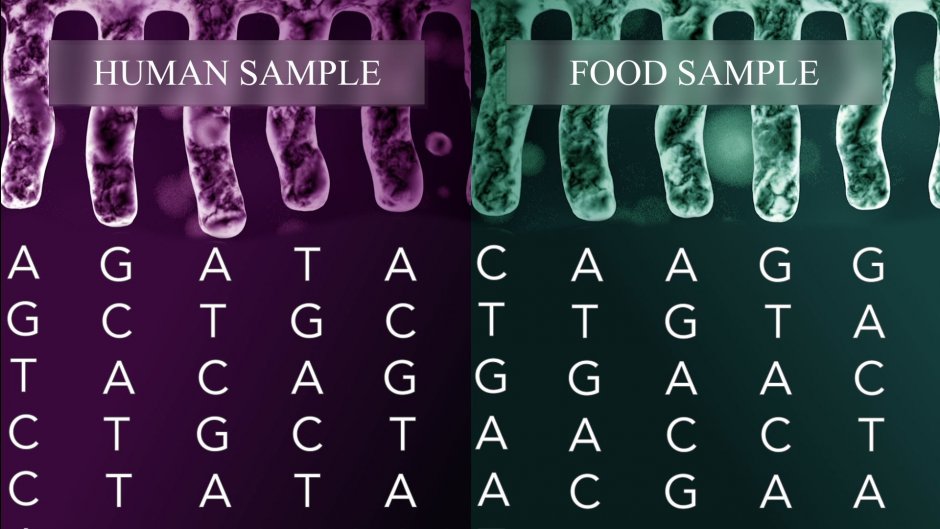 HUMAN SAMPLE
FOOD SAMPLE
A G A T A C A A G G
G C T G C T T G T A
T A C A G G G A A C
C T G C T A A C C T
C T A T A A C G A A